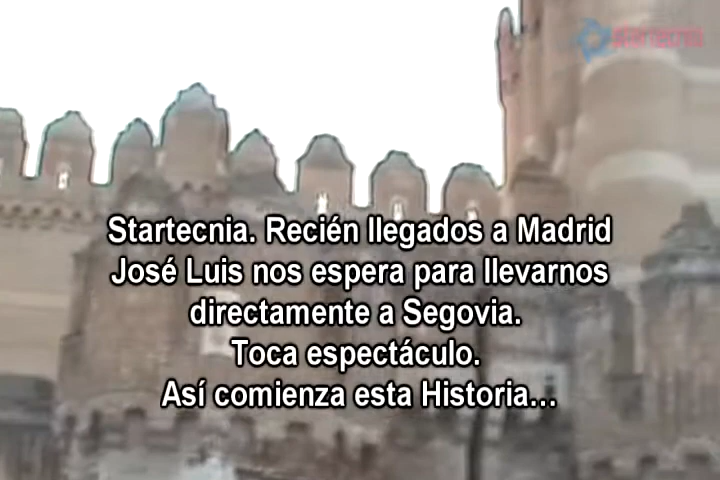 startecnia
Startecnia. Recién llegados a Madrid
José Luis nos espera para llevarnos
directamente a Segovia.
Toca espectáculo.
Así comienza esta Historia...